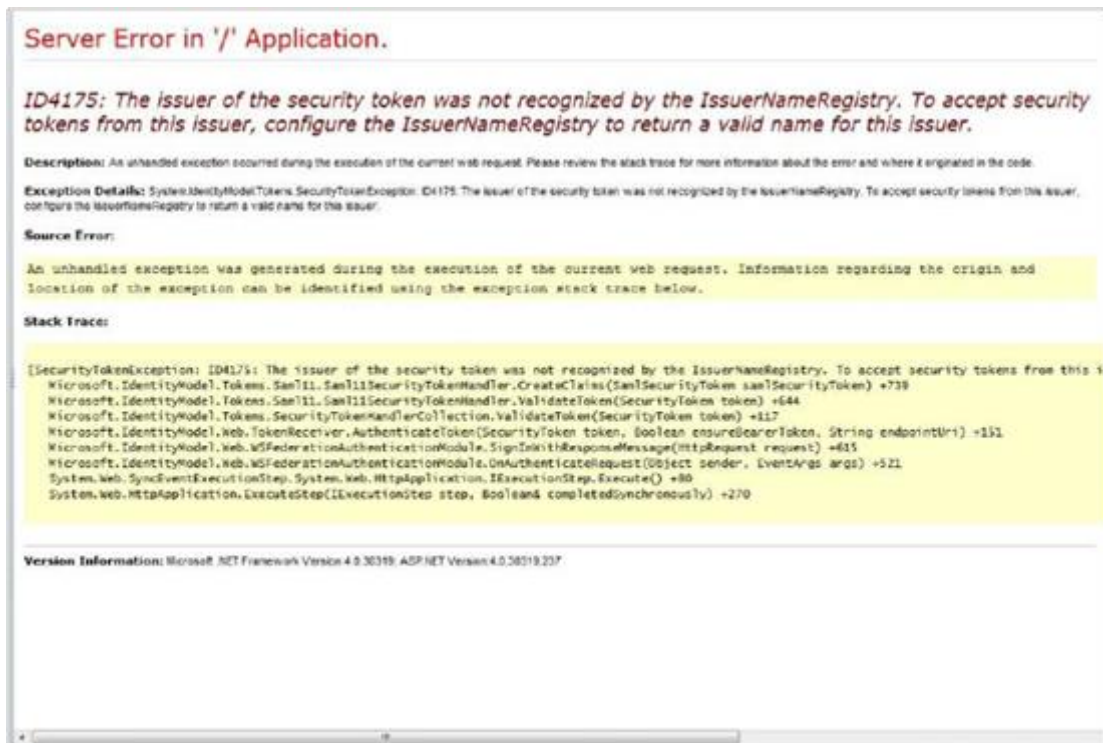 Server Error in '/' Application.
ID4175: The issuer of the security token was not recognized by the IssuerNameRegistry. To accept security
tokens from this issuer, configure the IssuerNameRegistry to return a valid name for this issuer.
Description: An unhandled exception occurred during the execution of the current web request. Please review the stack trace for more information about the error and where it originated in the code.
Exception Details: System.IdentityModel.Tokens.SecurityTokenException: ID4175: The issuer of the security token was not recognized by the IssuerNameRegistry. To accept security tokens from this issuer,
configure the IssuerNameRegistry to return a valid name for this issuer.
Source Error:
An unhandled exception was generated during the execution of the current web request. Information regarding the origin and
location of the exception can be identified using the exception stack trace below.
Stack Trace:
[SecurityTokenException: ID4175: The issuer of the security token was not recognized by the IssuerNameRegistry. To accept security tokens from this i
Microsoft.IdentityModel.Tokens.Saml11.Saml11SecurityTokenHandler.CreateClaims(SamlSecurityToken samlSecurityToken) +739
Microsoft.IdentityModel.Tokens.Saml11.Saml11SecurityTokenHandler.ValidateToken(SecurityToken token) +644
Microsoft.IdentityModel.Tokens.SecurityTokenHandlerCollection.ValidateToken(SecurityToken token) +117
Microsoft.IdentityModel.Web.TokenReceiver.AuthenticateToken(SecurityToken token, Boolean ensureBearerToken, String endpointUri) +151
Microsoft.IdentityModel.Web.WSFederationAuthenticationModule.SignInWithResponseMessage(HttpRequest request) +615
Microsoft.IdentityModel.Web.WSFederationAuthenticationModule.OnAuthenticateRequest(Object sender, EventArgs args) +521
System.Web.SyncEventExecutionStep.System.Web.HttpApplication.IExecutionStep.Execute() +80
System.Web.HttpApplication.ExecuteStep(IExecutionStep step, Boolean& completedSynchronously) +270
Version Information: Microsoft .NET Framework Version:4.0.30319; ASP.NET Version:4.0.30319.237